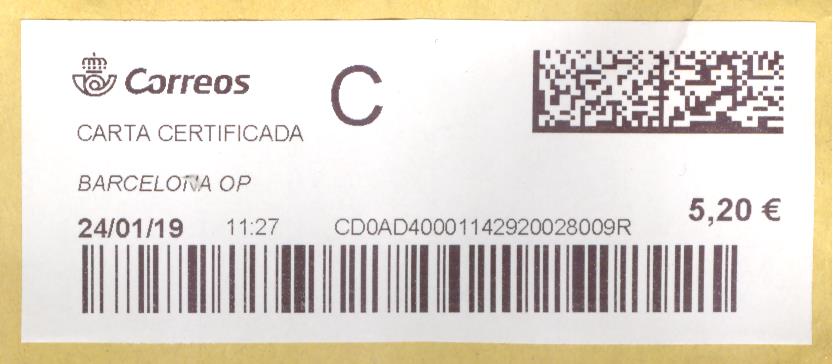 Correos
C
CARTA CERTIFICADA
BARCELONA OP
5,20 €
24/01/19 11:27 CD0AD40001142920028009R